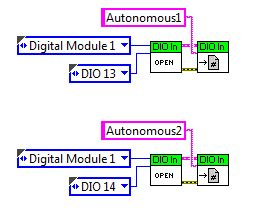 Autonomous1
Digital Module 1
DIO In DIO In
DIO 13
OPEN
#
Autonomous2
Digital Module 1
DIO In DIO In
DIO 14
OPEN
#